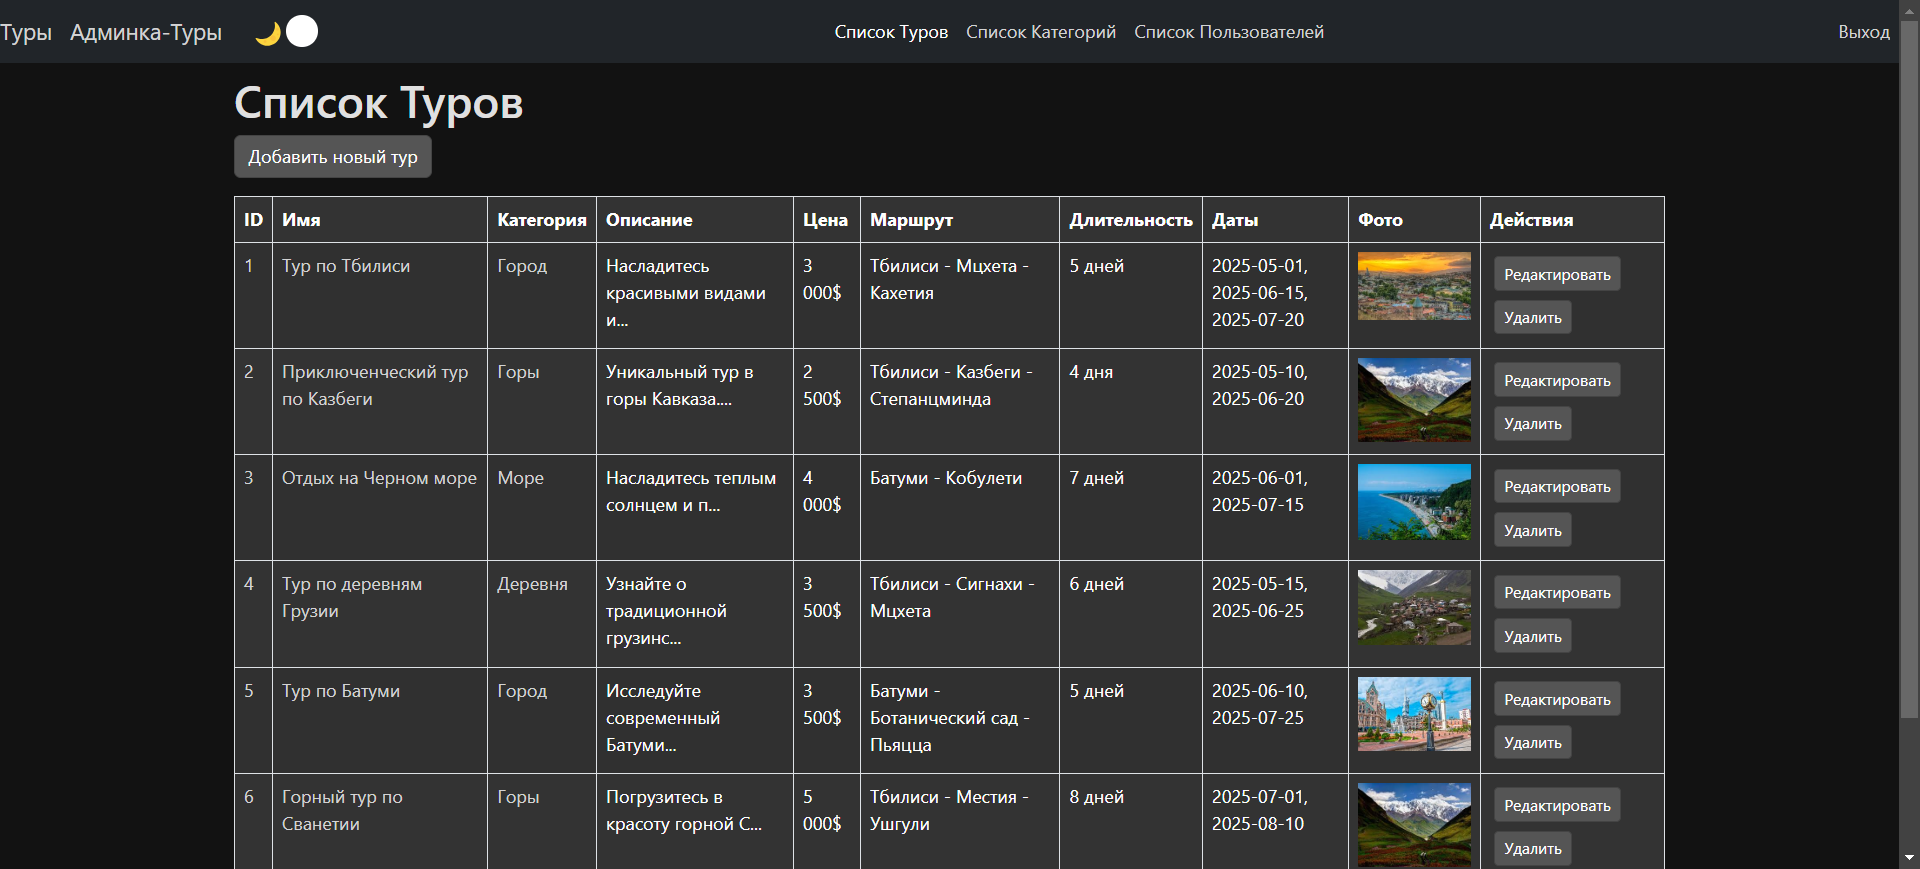 Туры Админка-Туры Список Туров Список Категорий Список Пользователей Выход
Список Туров
Добавить новый тур
ID Имя Категория Описание Цена Маршрут Длительность Даты Фото Действия
1 Тур по Тбилиси Город Насладитесь 3 Тбилиси - Мцхета - 5 дней 2025-05-01, Редактировать
красивыми видами 000$ Кахетия 2025-06-15,
и... 2025-07-20 Удалить
2 Приключенческий тур Горы Уникальный тур в 2 Тбилиси - Казбеги - 4 дня 2025-05-10, Редактировать
по Казбеги горы Кавказа.... 500$ Степанцминда 2025-06-20
Удалить
3 Отдых на Черном море Море Насладитесь теплым 4 Батуми - Кобулети 7 дней 2025-06-01, Редактировать
солнцем и п... 000$ 2025-07-15
Удалить
4 Тур по деревням Деревня Узнайте о 3 Тбилиси - Сигнахи - 6 дней 2025-05-15, Редактировать
Грузии традиционной 500$ Мцхета 2025-06-25
грузинс... Удалить
5 Тур по Батуми Город Исследуйте 3 Батуми - 5 дней 2025-06-10, Редактировать
современный 500$ Ботанический сад - 2025-07-25
Батуми... Пьяцца Удалить
6 Горный тур по Горы Погрузитесь в 5 Тбилиси - Местия - 8 дней 2025-07-01, Редактировать
Сванетии красоту горной С... 000$ Ушгули 2025-08-10
Удалить